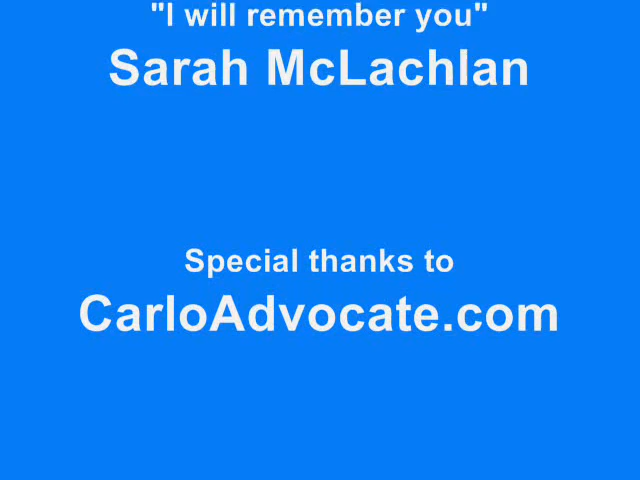 "I will remember you"
Sarah McLachlan
Special thanks to
CarloAdvocate.com